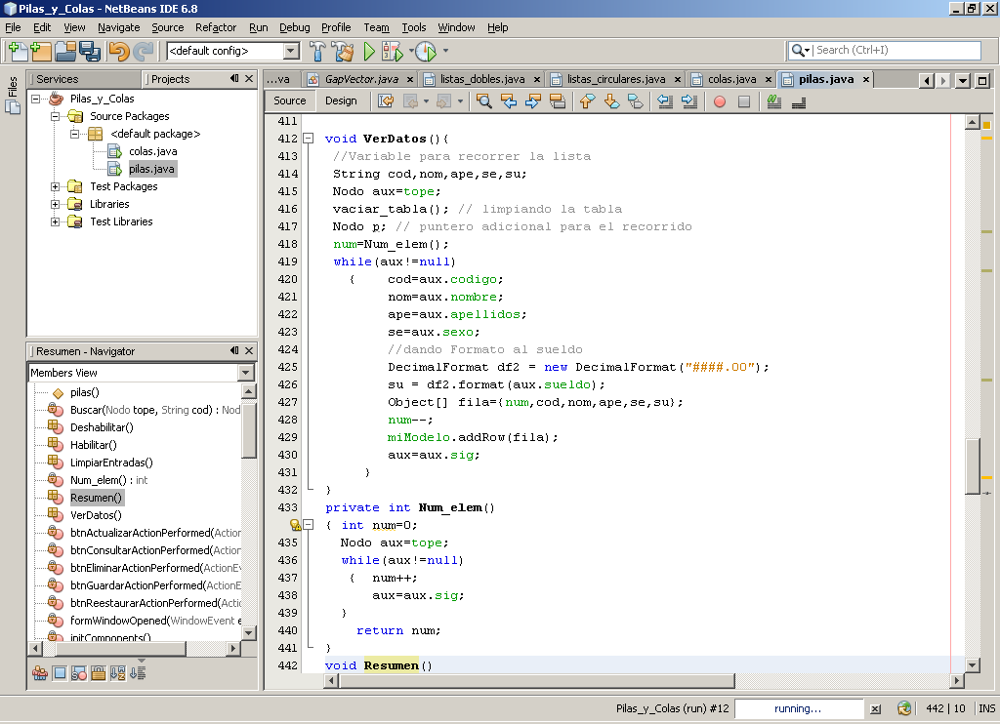 Pilas_y_Colas - NetBeans IDE 6.8
File Edit View Navigate Source Refactor Run Debug Profile Team Tools Window Help
<default config>
Search (Ctrl+I)
Files
Services
Projects
Pilas_y_Colas
Source Packages
<default package>
colas.java
pilas.java
Test Packages
Libraries
Test Libraries
Resumen - Navigator
Members View
pilas()
Buscar(Nodo tope, String cod) : Nod
Deshabilitar()
Habilitar()
LimpiarEntradas()
Num_elem() : int
Resumen()
VerDatos()
btnActualizarActionPerformed(Action
btnConsultarActionPerformed(Action
btnEliminarActionPerformed(ActionEv
btnGuardarActionPerformed(ActionE
btnReestaurarActionPerformed(Actic
formWindowOpened(WindowEvent e
initComponents()
...va GapVector.java listas_dobles.java listas_circulares.java colas.java pilas.java
Source Design
411
412 void VerDatos(){
413 //Variable para recorrer la lista
414 String cod,nom,ape,se,su;
415 Nodo aux=tope;
416 vaciar_tabla(); // limpiando la tabla
417 Nodo p; // puntero adicional para el recorrido
418 num=Num_elem();
419 while(aux!=null)
420 { cod=aux.codigo;
421 nom=aux.nombre;
422 ape=aux.apellidos;
423 se=aux.sexo;
424 //dando Formato al sueldo
425 DecimalFormat df2 = new DecimalFormat("####.00");
426 su = df2.format(aux.sueldo);
427 Object[] fila={num,cod,nom,ape,se,su};
428 num--;
429 miModelo.addRow(fila);
430 aux=aux.sig;
431 }
432 }
433 private int Num_elem()
{ int num=0;
435 Nodo aux=tope;
436 while(aux!=null)
437 { num++;
438 aux=aux.sig;
439 }
440 return num;
441 }
442 void Resumen()
Pilas_y_Colas (run) #12 running... 442 | 10 INS